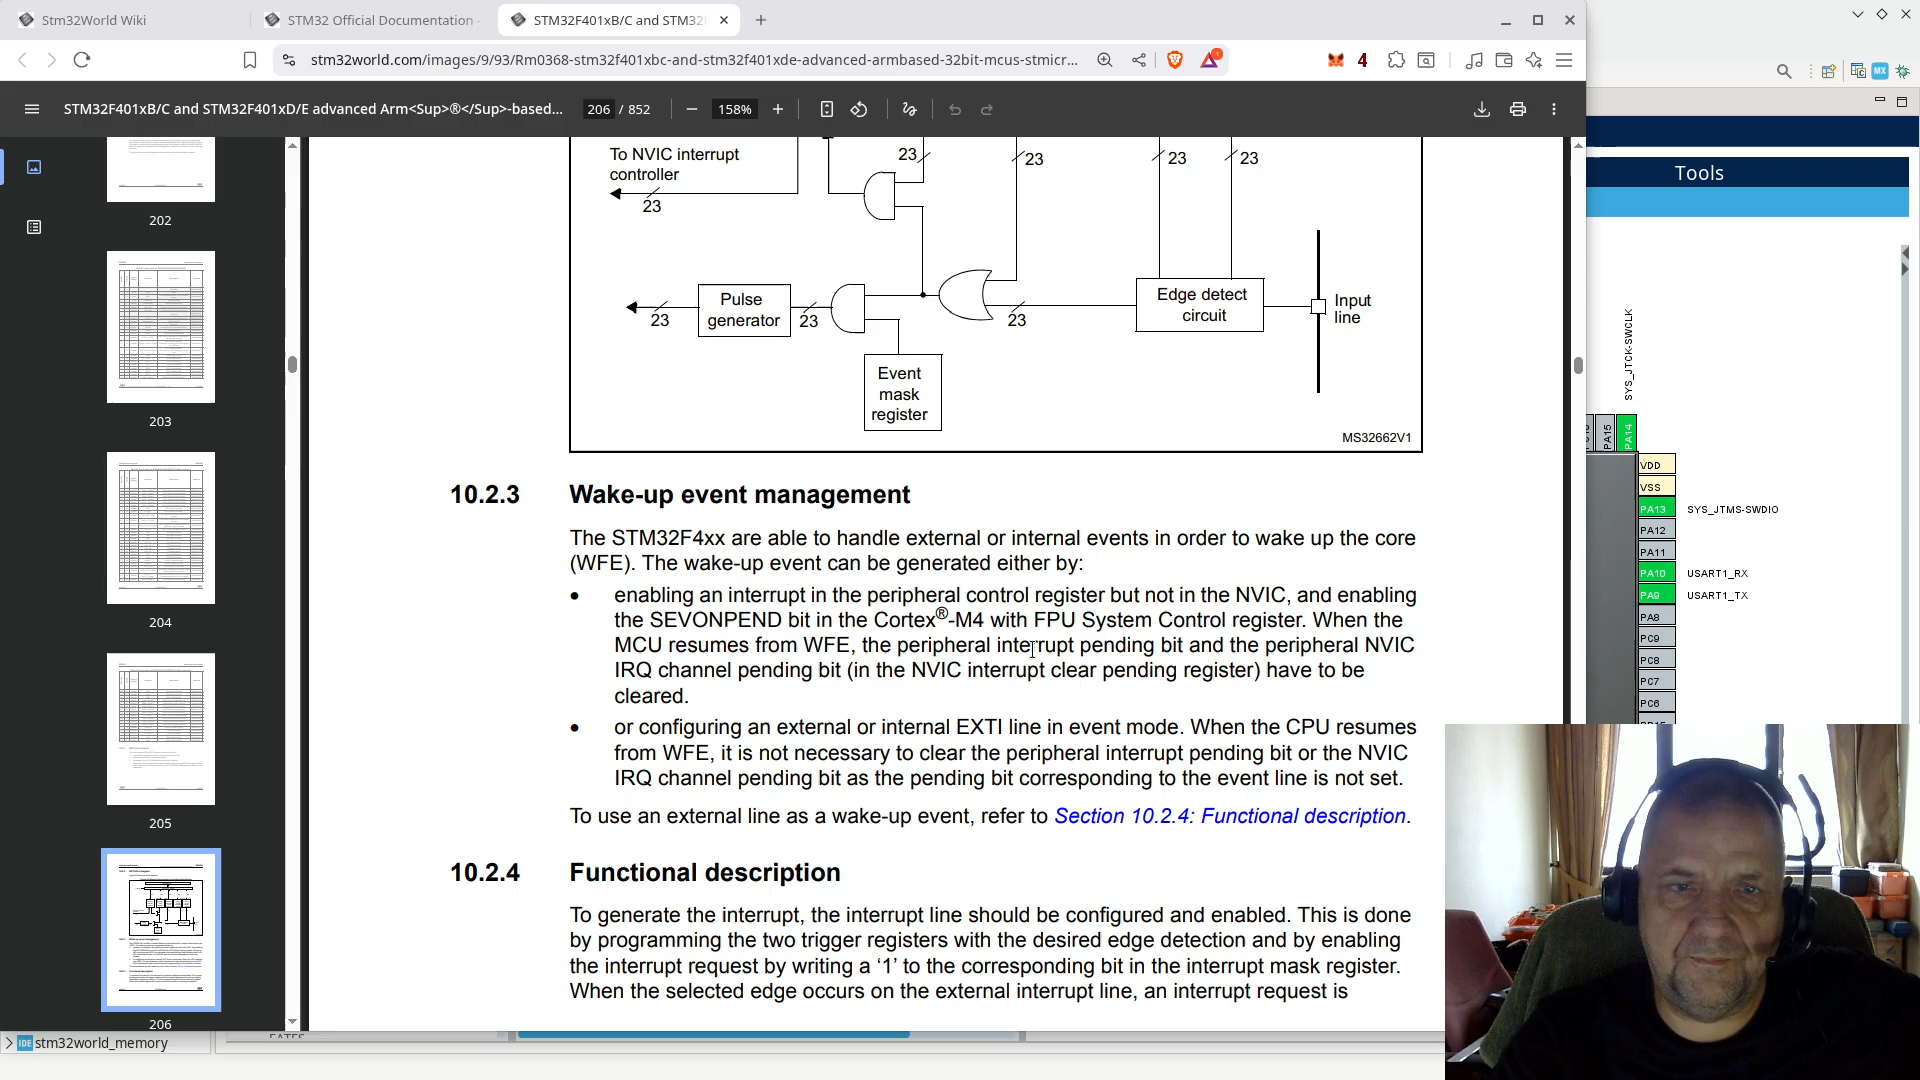 Stm32World Wiki
STM32 Official Documentation -
STM32F401xB/C and STM32
stm32world.com/images/9/93/Rm0368-stm32f401xbc-and-stm32f401xde-advanced-armbased-32bit-mcus-stmicr...
4
1
STM32F401xB/C and STM32F401xD/E advanced Arm<Sup>®</Sup>-based...
206 / 852
158%
MX
Tools
202
203
204
205
206
To NVIC interrupt
controller
23
23
23
23
23
Pulse
generator
23
23
23
Edge detect
circuit
Input
line
Event
mask
register
MS32662V1
10.2.3 Wake-up event management
The STM32F4xx are able to handle external or internal events in order to wake up the core
(WFE). The wake-up event can be generated either by:
• enabling an interrupt in the peripheral control register but not in the NVIC, and enabling
the SEVONPEND bit in the Cortex®-M4 with FPU System Control register. When the
MCU resumes from WFE, the peripheral interrupt pending bit and the peripheral NVIC
IRQ channel pending bit (in the NVIC interrupt clear pending register) have to be
cleared.
• or configuring an external or internal EXTI line in event mode. When the CPU resumes
from WFE, it is not necessary to clear the peripheral interrupt pending bit or the NVIC
IRQ channel pending bit as the pending bit corresponding to the event line is not set.
To use an external line as a wake-up event, refer to Section 10.2.4: Functional description.
10.2.4 Functional description
To generate the interrupt, the interrupt line should be configured and enabled. This is done
by programming the two trigger registers with the desired edge detection and by enabling
the interrupt request by writing a ‘1’ to the corresponding bit in the interrupt mask register.
When the selected edge occurs on the external interrupt line, an interrupt request is
SYS_JTCK-SWCLK
PA15
PA14
VDD
VSS
PA13 SYS_JTMS-SWDIO
PA12
PA11
PA10 USART1_RX
PA9 USART1_TX
PA8
PC9
PC8
PC7
PC6
IDE stm32world_memory